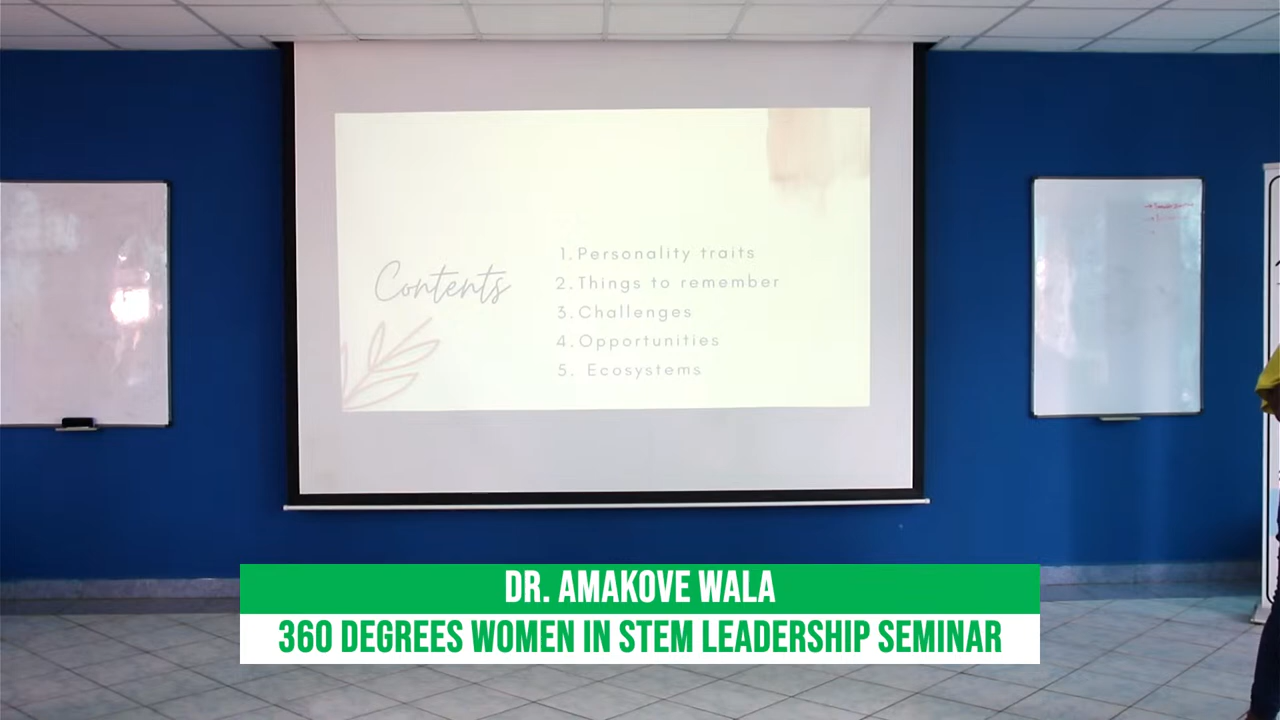 Contents
1. Personality traits
2. Things to remember
3. Challenges
4. Opportunities
5. Ecosystems
DR. AMAKOVE WALA
360 DEGREES WOMEN IN STEM LEADERSHIP SEMINAR